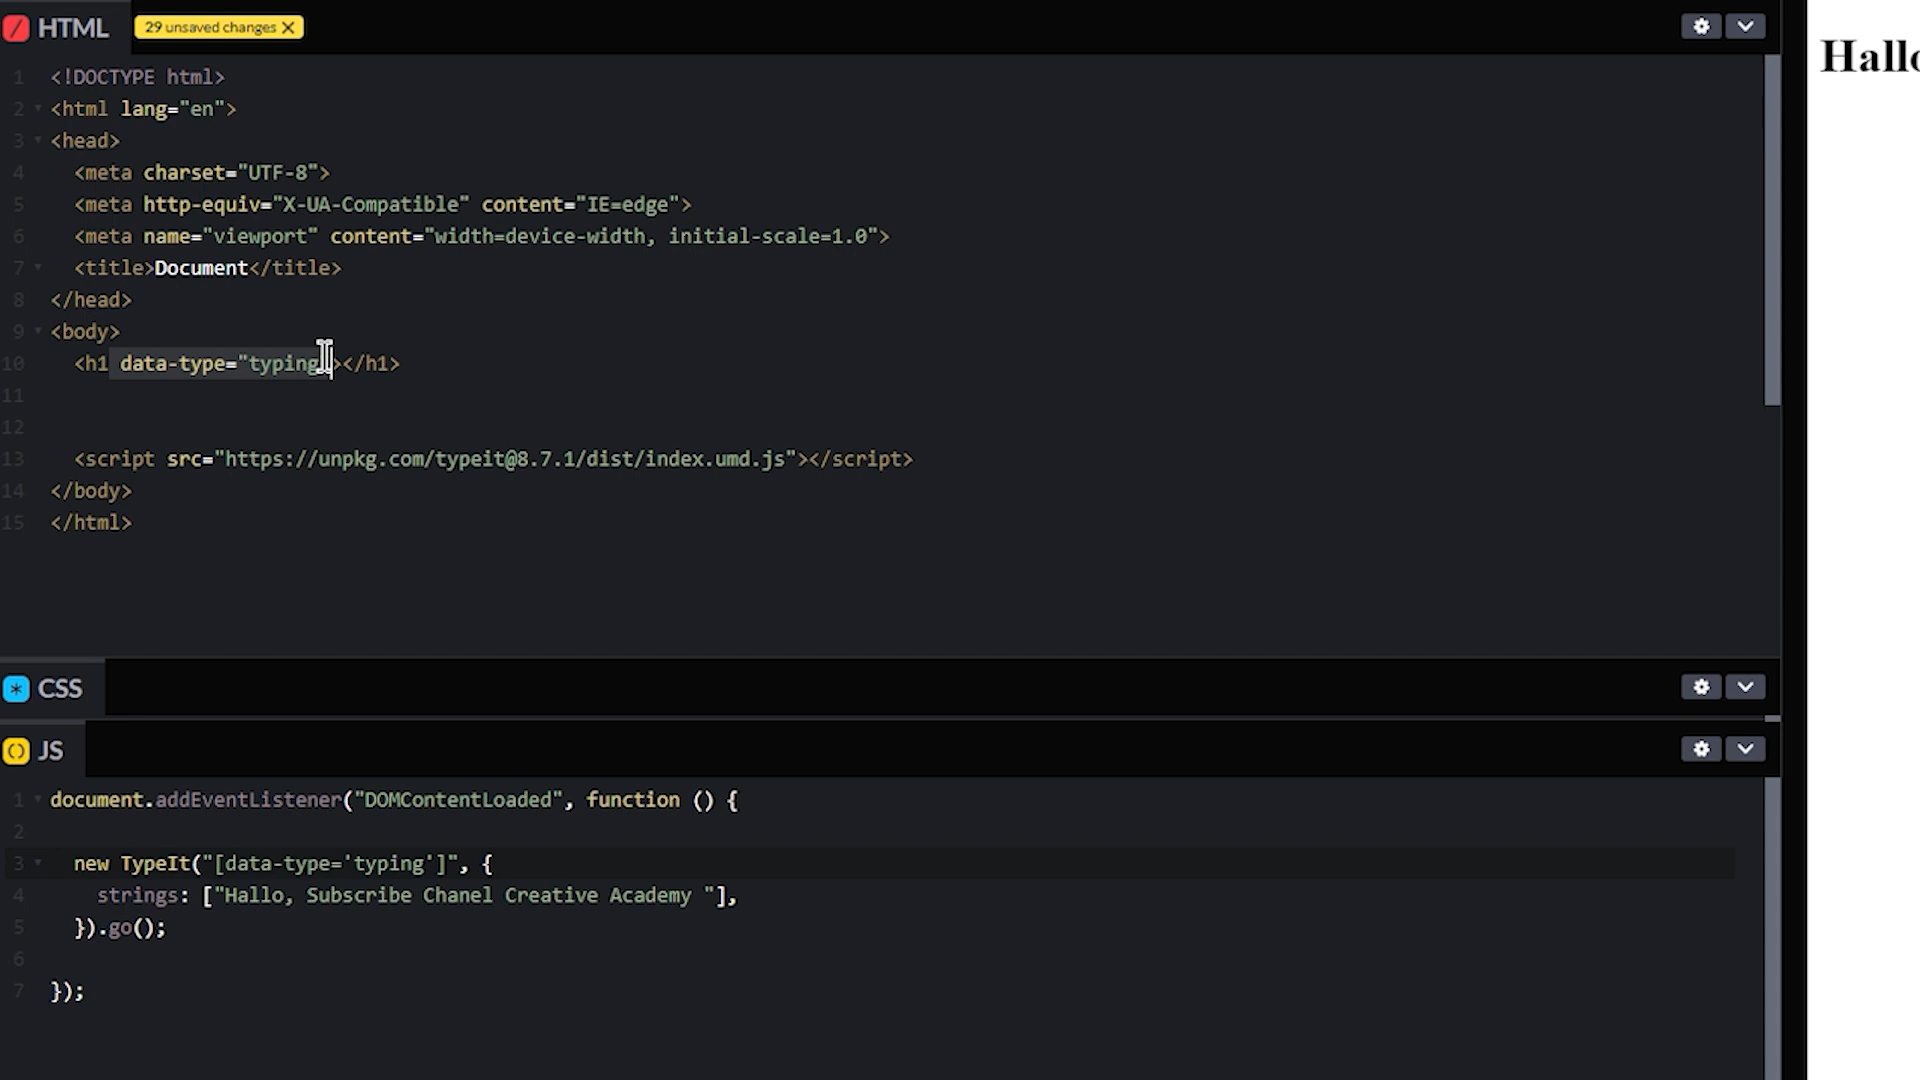 HTML 29 unsaved changes
1 <!DOCTYPE html>
2 <html lang="en">
3 <head>
4 <meta charset="UTF-8">
5 <meta http-equiv="X-UA-Compatible" content="IE=edge">
6 <meta name="viewport" content="width=device-width, initial-scale=1.0">
7 <title>Document</title>
8 </head>
9 <body>
10 <h1 data-type="typing"></h1>
11
12
13 <script src="https://unpkg.com/typeit@8.7.1/dist/index.umd.js"></script>
14 </body>
15 </html>
CSS
JS
1 document.addEventListener("DOMContentLoaded", function () {
2
3 new TypeIt("[data-type='typing']", {
4 strings: ["Hallo, Subscribe Chanel Creative Academy "],
5 }).go();
6
7 });
Hallo